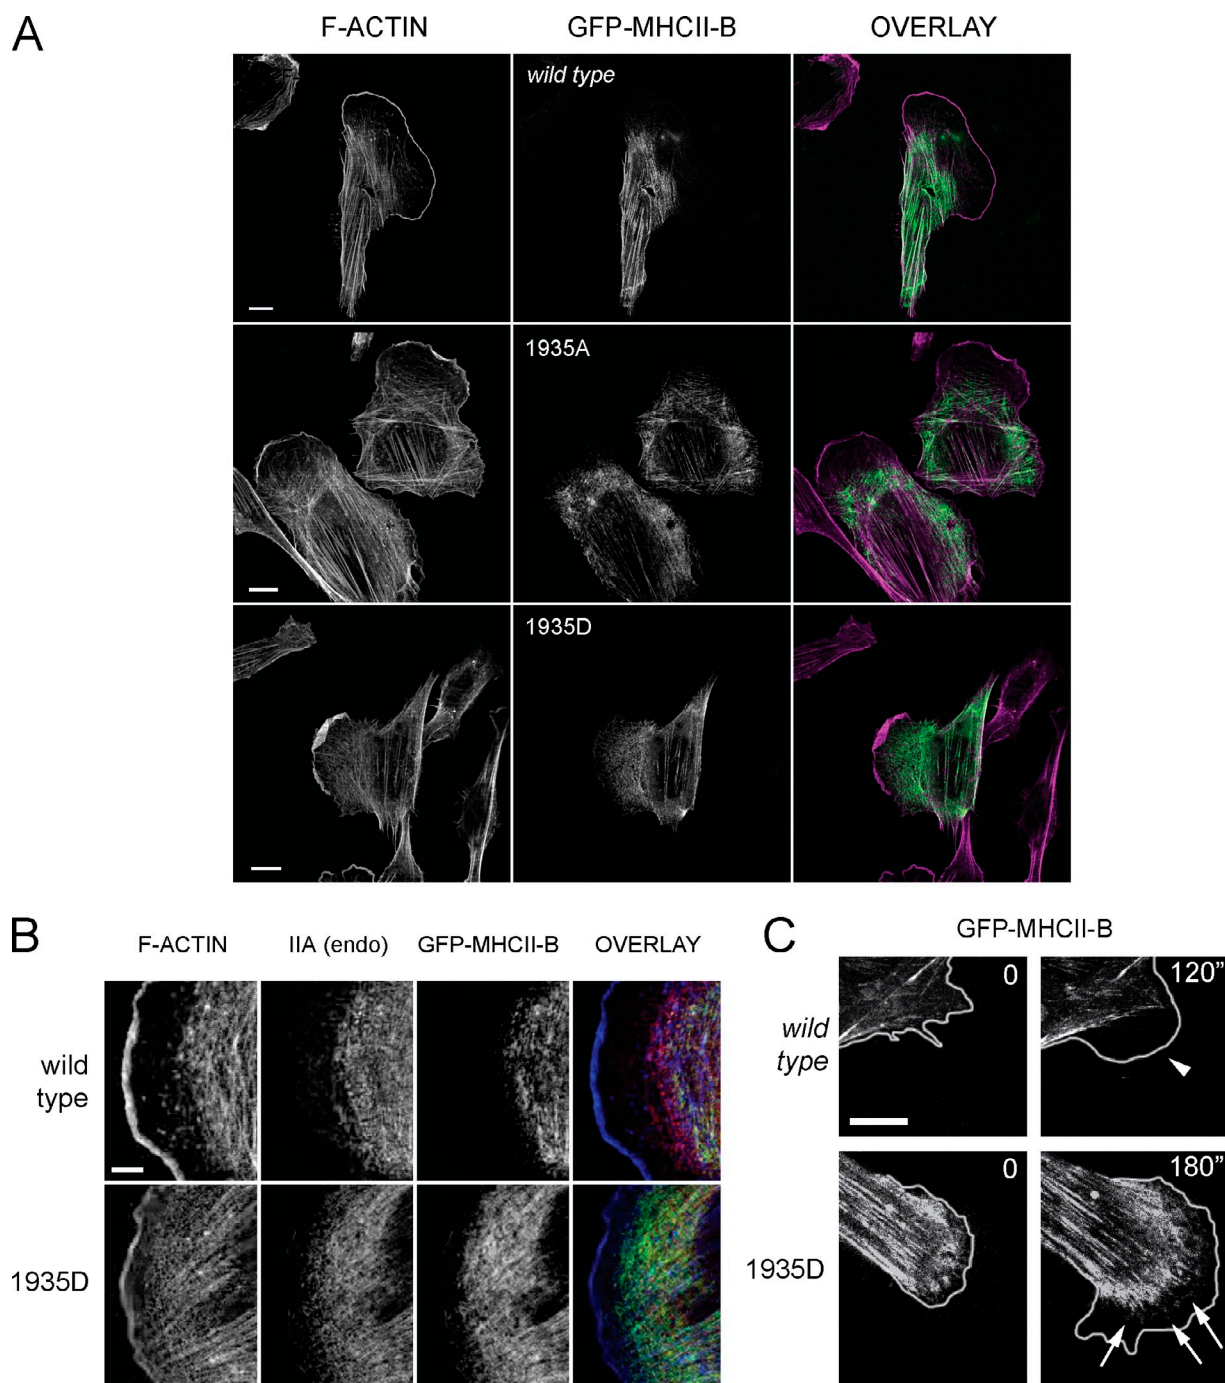 A
F-ACTIN GFP-MHCII-B OVERLAY
wild type
1935A
1935D
B
F-ACTIN IIA (endo) GFP-MHCII-B OVERLAY
wild
type
1935D
C
GFP-MHCII-B
wild
type
0 120”
1935D
0 180”